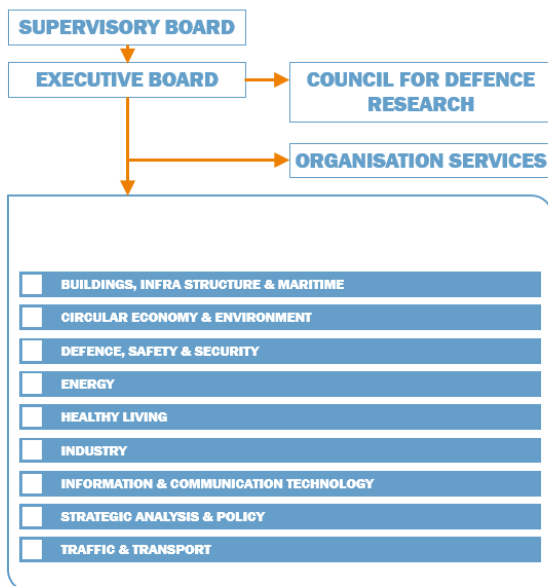 SUPERVISORY BOARD
EXECUTIVE BOARD
COUNCIL FOR DEFENCE
RESEARCH
ORGANISATION SERVICES
BUILDINGS, INFRA STRUCTURE & MARITIME
CIRCULAR ECONOMY & ENVIRONMENT
DEFENCE, SAFETY & SECURITY
ENERGY
HEALTHY LIVING
INDUSTRY
INFORMATION & COMMUNICATION TECHNOLOGY
STRATEGIC ANALYSIS & POLICY
TRAFFIC & TRANSPORT